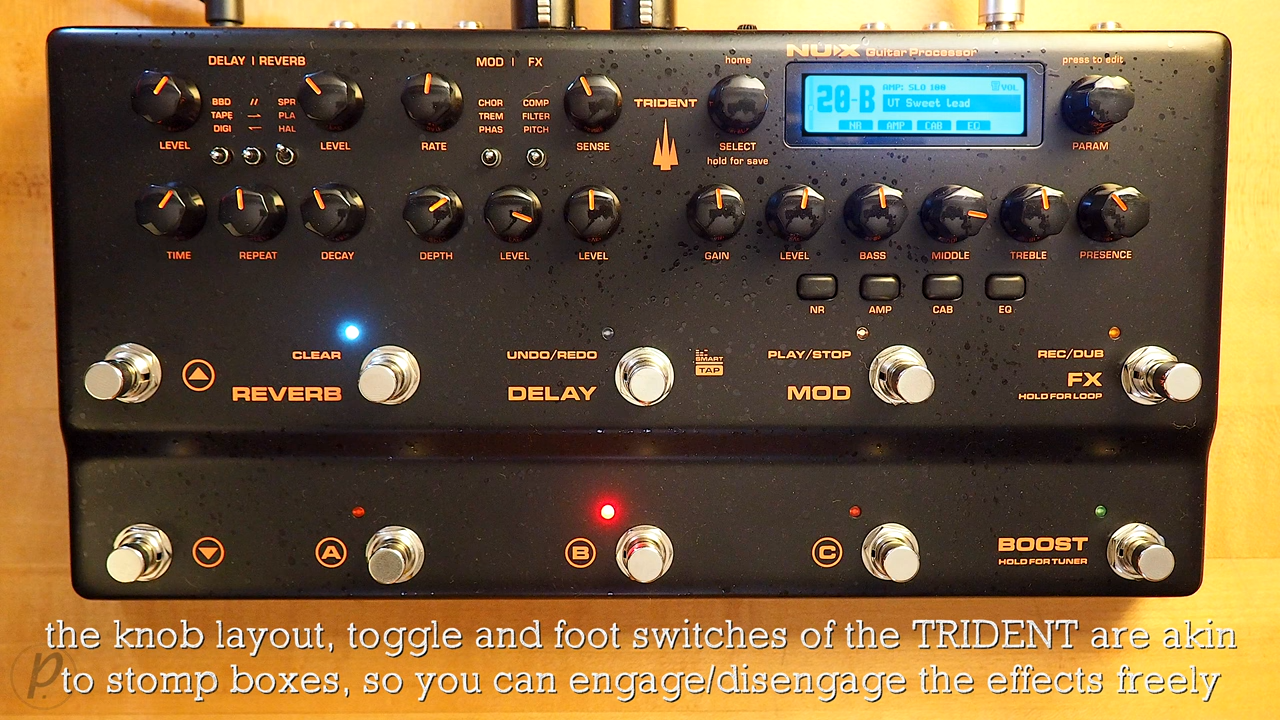 DELAY | REVERB
MOD | FX
NUX Guitar Processor
home
press to edit
BBD // SPR
TAPE PLA
DIGI HAL
CHOR COMP
TREM FILTER
PHAS PITCH
TRIDENT
20-B
AMP: SLO 100
VOL
UT Sweet Lead
NR AMP CAB EQ
LEVEL
LEVEL
RATE
SENSE
SELECT
hold for save
PARAM
TIME
REPEAT
DECAY
DEPTH
LEVEL
LEVEL
GAIN
LEVEL
BASS
MIDDLE
TREBLE
PRESENCE
NR
AMP
CAB
EQ
CLEAR
REVERB
UNDO/REDO
DELAY
SMART
TAP
PLAY/STOP
MOD
REC/DUB
FX
HOLD FOR LOOP
A
B
C
BOOST
HOLD FOR TUNER
the knob layout, toggle and foot switches of the TRIDENT are akin
to stomp boxes, so you can engage/disengage the effects freely
p